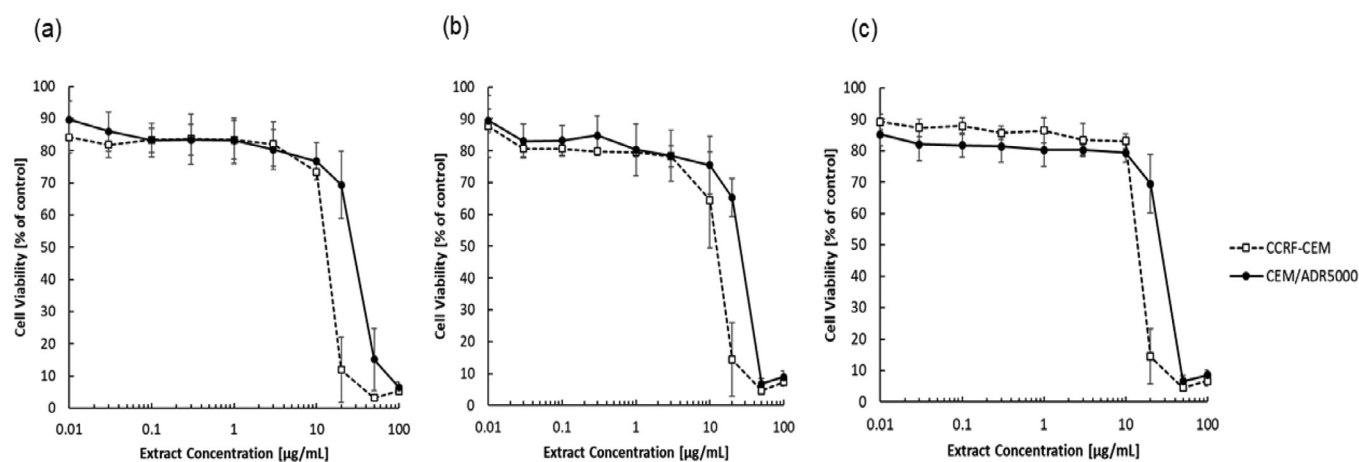 (a)
100
90
80
70
60
50
40
30
20
10
0
Cell Viability [% of control]
0.01 0.1 1 10 100
Extract Concentration [µg/mL]
(b)
100
90
80
70
60
50
40
30
20
10
0
Cell Viability [% of control]
0.01 0.1 1 10 100
Extract Concentration [µg/mL]
(c)
100
90
80
70
60
50
40
30
20
10
0
Cell Viability [% of control]
0.01 0.1 1 10 100
Extract Concentration [µg/mL]
CCRF-CEM
CEM/ADR5000